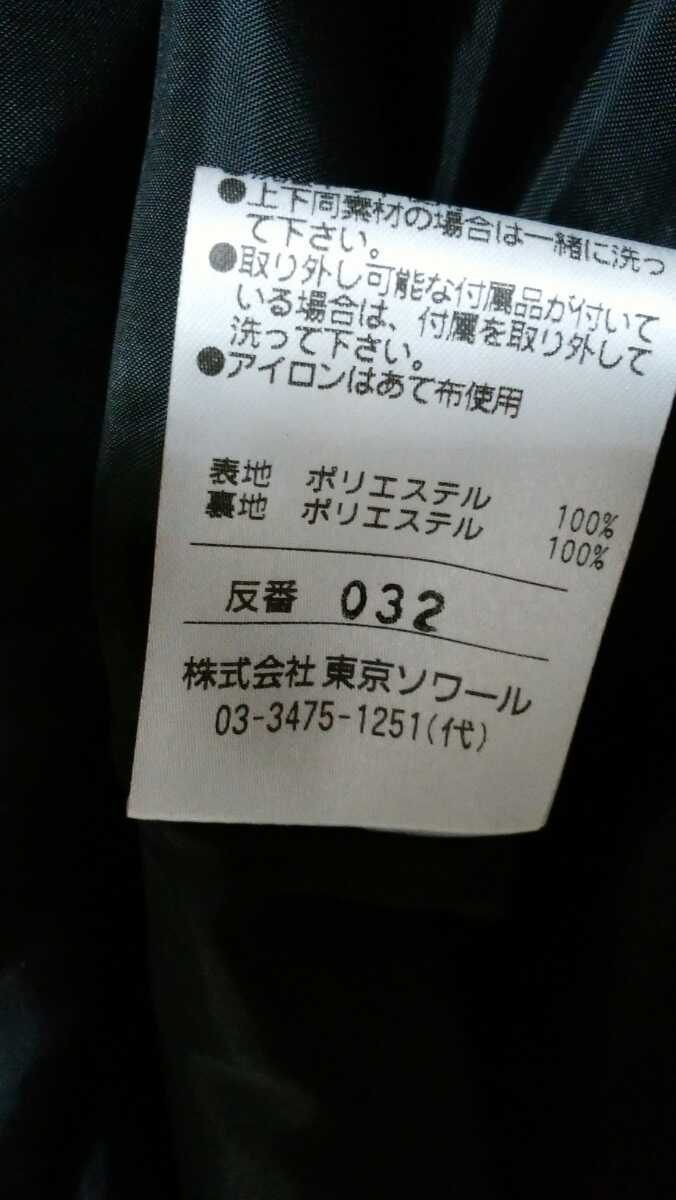 ●上下同素材の場合は一緒に洗っ
て下さい。
●取り外し可能な付属品が付いて
いる場合は、付属を取り外して
洗って下さい。
●アイロンはあて布使用
表地 ポリエステル 100%
裏地 ポリエステル 100%
反番 032
株式会社 東京ソワール
03-3475-1251(代)